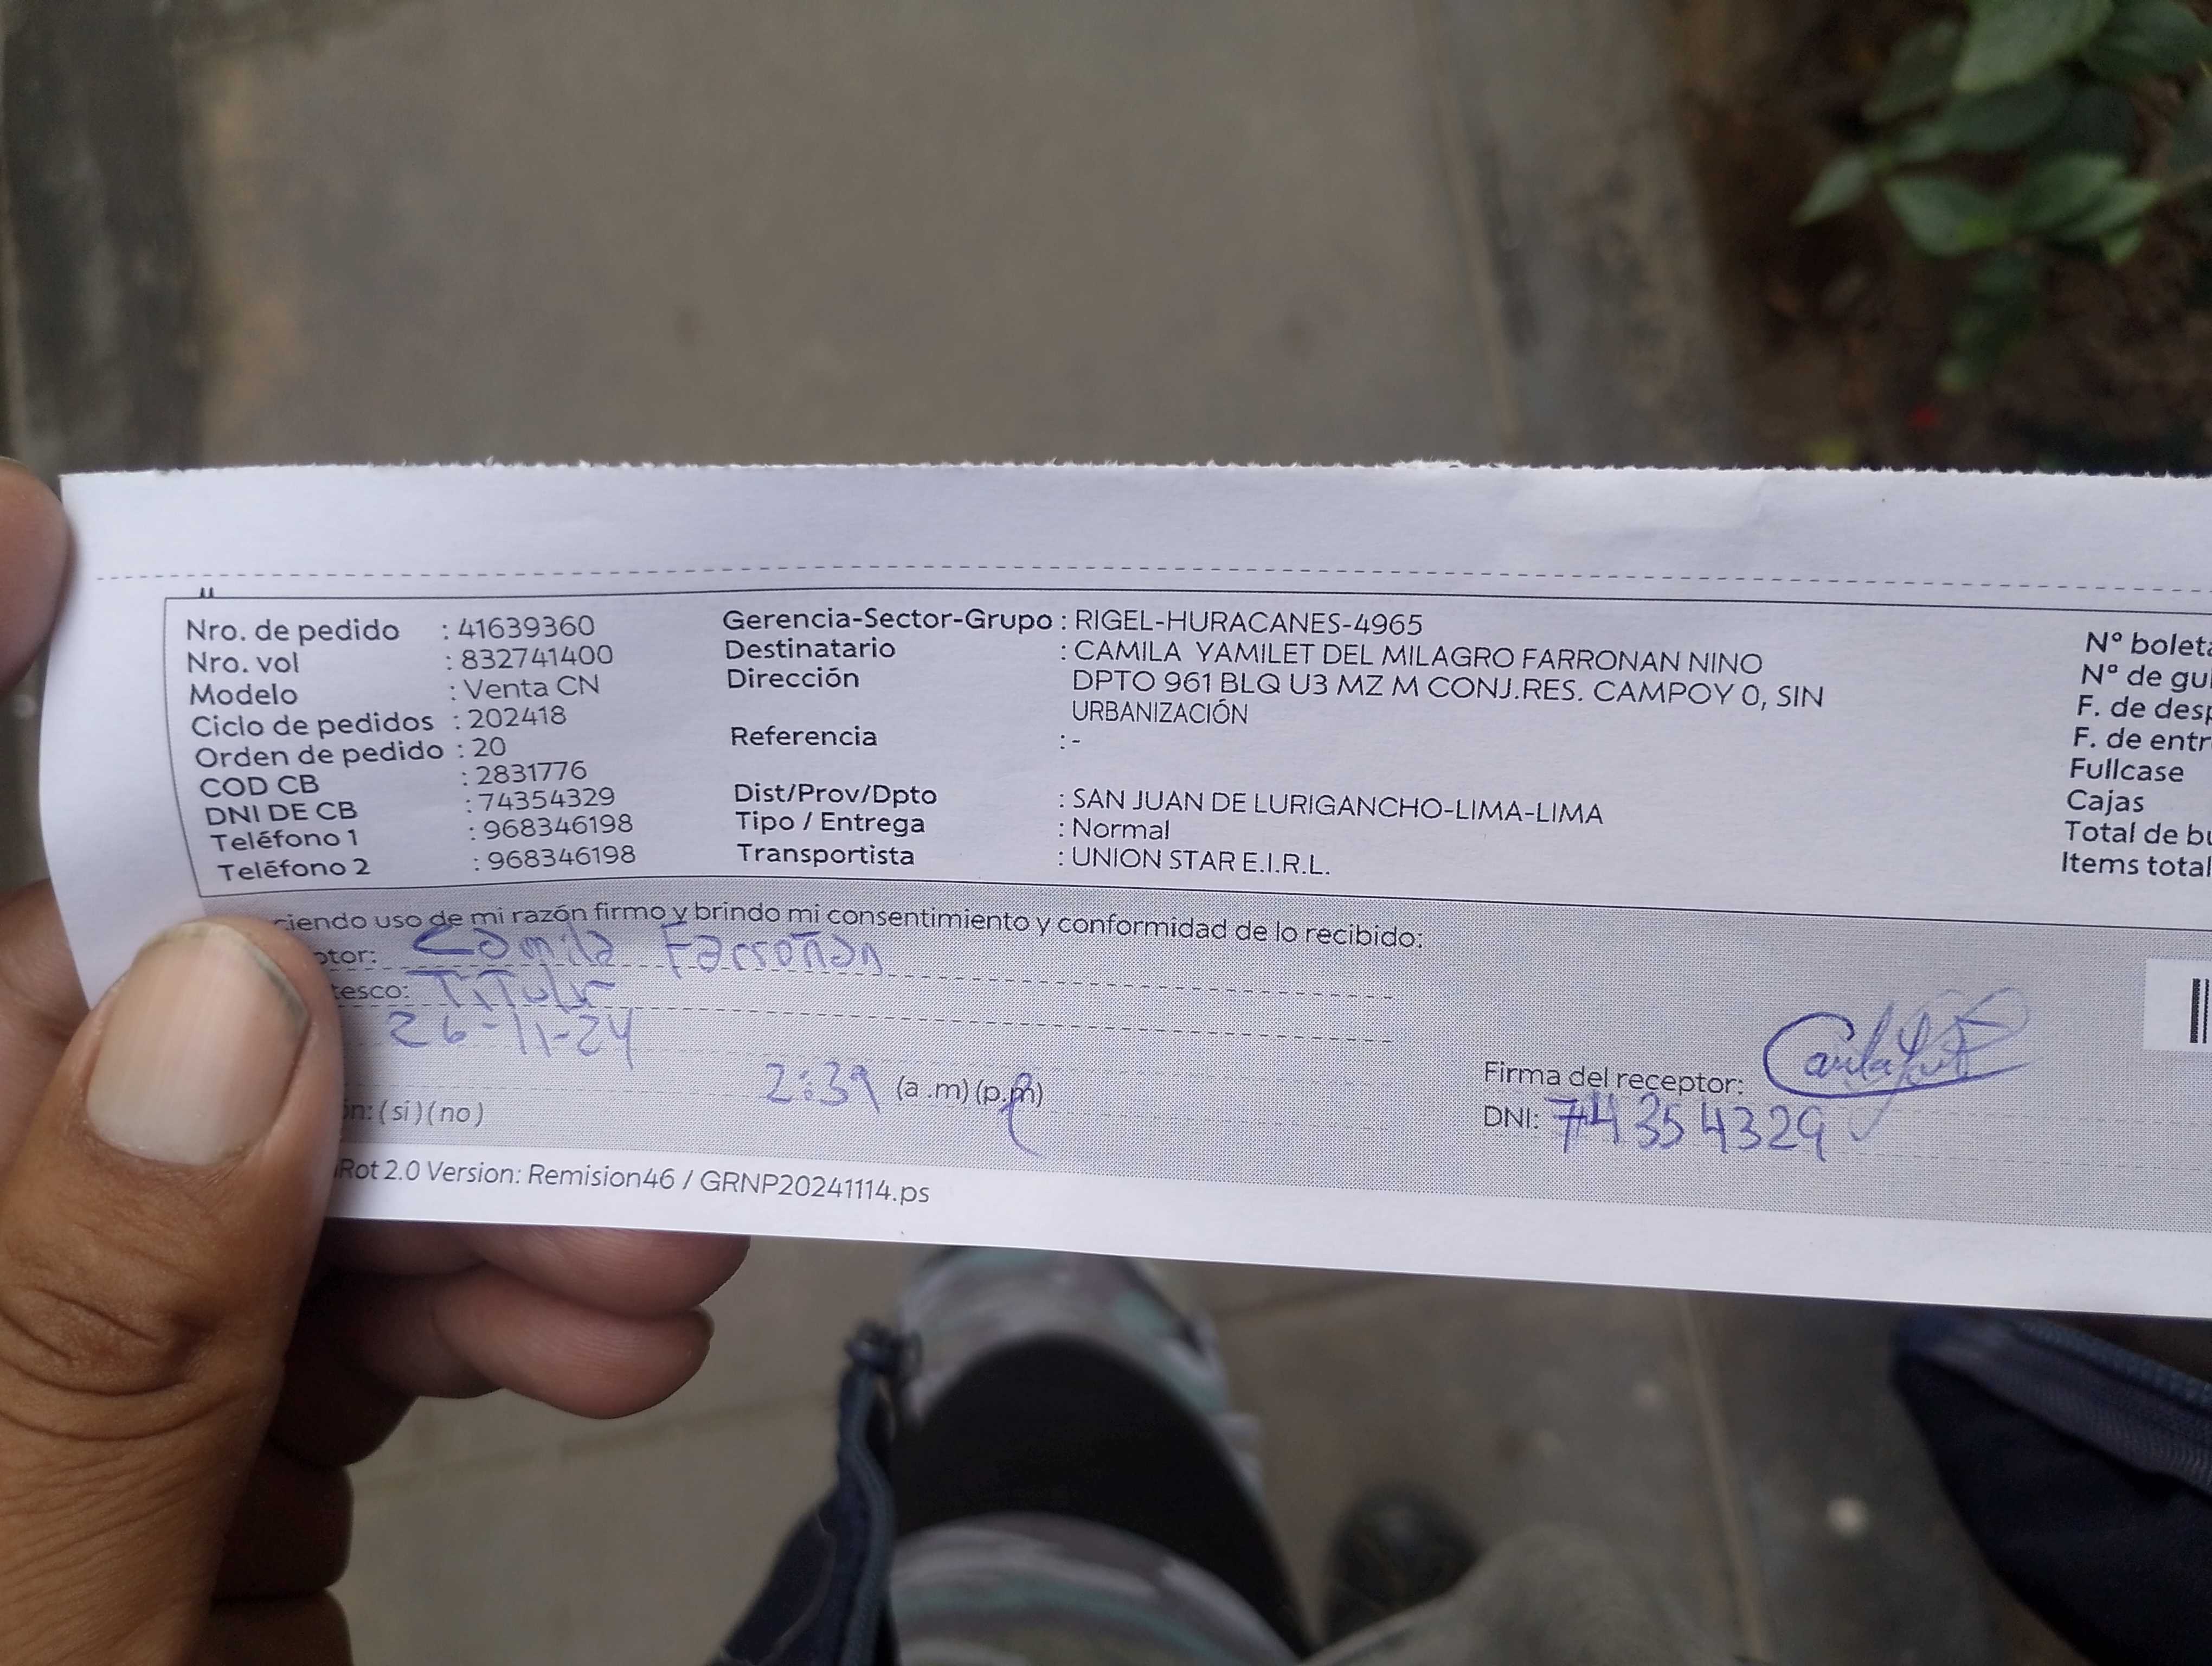 Nro. de pedido : 41639360
Nro. vol : 832741400
Modelo : Venta CN
Ciclo de pedidos : 202418
Orden de pedido : 20
COD CB : 2831776
DNI DE CB : 74354329
Teléfono 1 : 968346198
Teléfono 2 : 968346198
Gerencia-Sector-Grupo : RIGEL-HURACANES-4965
Destinatario : CAMILA YAMILET DEL MILAGRO FARRONAN NINO
Dirección DPTO 961 BLQ U3 MZ M CONJ.RES. CAMPOY 0, SIN
URBANIZACIÓN
Referencia : -
Dist/Prov/Dpto : SAN JUAN DE LURIGANCHO-LIMA-LIMA
Tipo / Entrega : Normal
Transportista : UNION STAR E.I.R.L.
N° boleta
N° de gui
F. de desp
F. de entr
Fullcase
Cajas
Total de bu
Items total
ciendo uso de mi razón firmo y brindo mi consentimiento y conformidad de lo recibido:
ptor: Camila Farroñan
tesco: Titular
26-11-24
2:39 (a.m) (p.m)
ón: (si) (no)
Firma del receptor:
DNI: 74354329
Rot 2.0 Version: Remision46 / GRNP20241114.ps